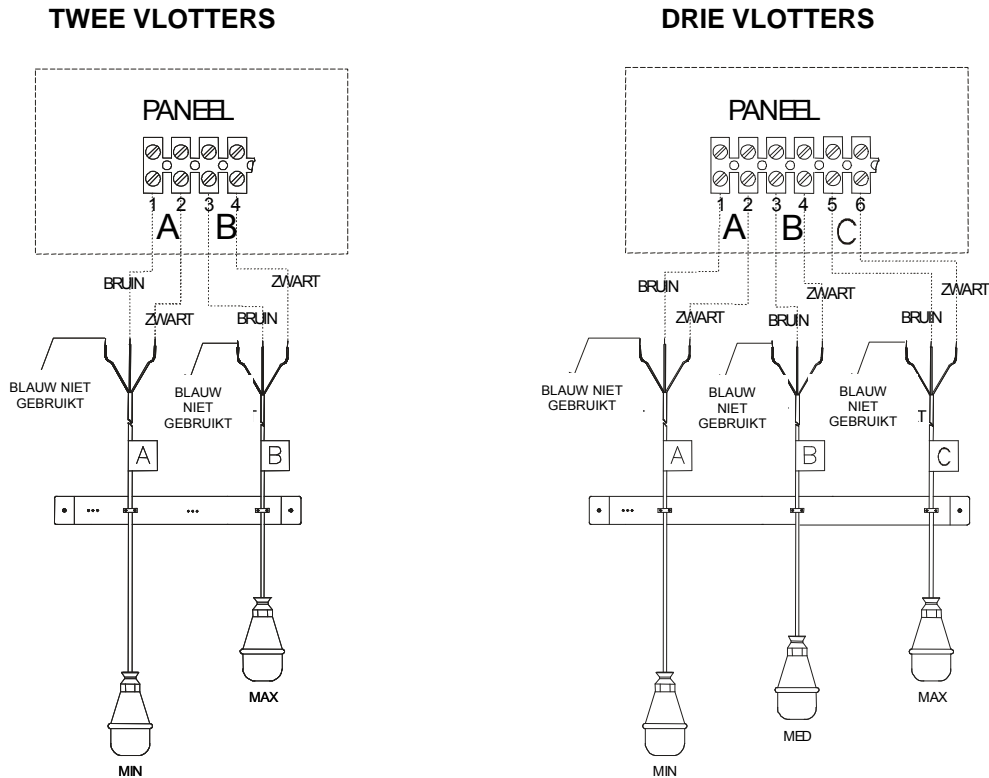 TWEE VLOTTERS
PANEEL
1 2 3 4
A B
BRUIN
ZWART
ZWART
BRUIN
BLAUW NIET
GEBRUIKT
BLAUW
NIET
GEBRUIKT
A
B
MAX
MIN
DRIE VLOTTERS
PANEEL
1 2 3 4 5 6
A B C
BRUIN
ZWART
ZWART
BRUIN
ZWART
BRUIN
BLAUW NIET
GEBRUIKT
BLAUW
NIET
GEBRUIKT
BLAUW
NIET
GEBRUIKT
T
A
B
C
MAX
MED
MIN